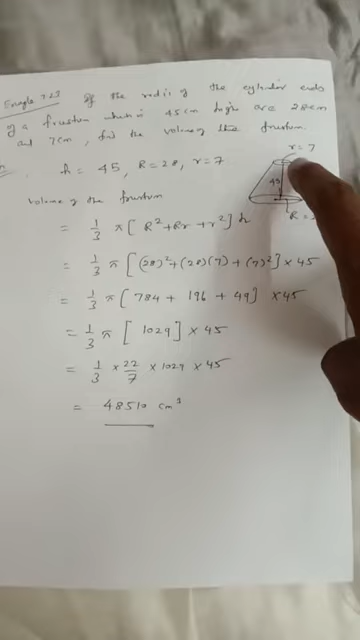 Example 7.23 If the radii of the cylinder ends
of a frustum which is 45cm high are 28cm
and 7cm, find the volume of the frustum.
r = 7
h = 45, R = 28, r = 7
45
R =
Volume of the frustum
= 1/3 π [ R² + Rr + r² ] h
= 1/3 π [ (28)² + (28)(7) + (7)² ] × 45
= 1/3 π [ 784 + 196 + 49 ] × 45
= 1/3 π [ 1029 ] × 45
= 1/3 × 22/7 × 1029 × 45
= 48510 cm³